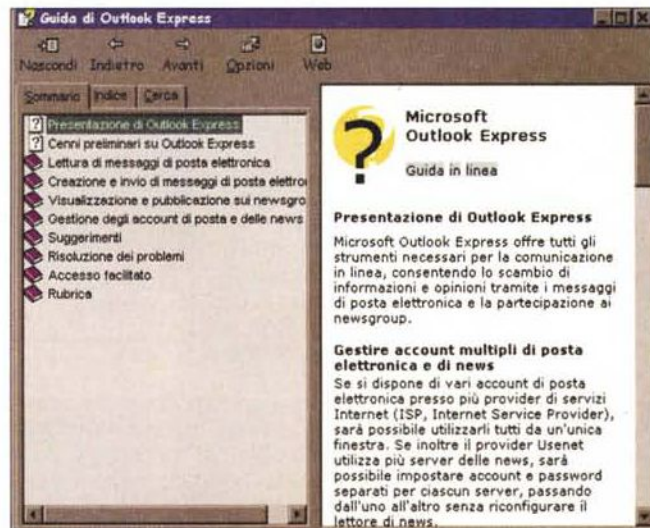 Guida di Outlook Express
Nascondi Indietro Avanti Opzioni Web
Sommario Indice Cerca
Presentazione di Outlook Express
Cenni preliminari su Outlook Express
Lettura di messaggi di posta elettronica
Creazione e invio di messaggi di posta elettro
Visualizzazione e pubblicazione sui newsgro
Gestione degli account di posta e delle news
Suggerimenti
Risoluzione dei problemi
Accesso facilitato
Rubrica
Microsoft
Outlook Express
Guida in linea
Presentazione di Outlook Express
Microsoft Outlook Express offre tutti gli
strumenti necessari per la comunicazione
in linea, consentendo lo scambio di
informazioni e opinioni tramite i messaggi
di posta elettronica e la partecipazione ai
newsgroup.
Gestire account multipli di posta
elettronica e di news
Se si dispone di vari account di posta
elettronica presso più provider di servizi
Internet (ISP, Internet Service Provider),
sarà possibile utilizzarli tutti da un'unica
finestra. Se inoltre il provider Usenet
utilizza più server delle news, sarà
possibile impostare account e password
separati per ciascun server, passando
dall'uno all'altro senza riconfigurare il
lettore di news.